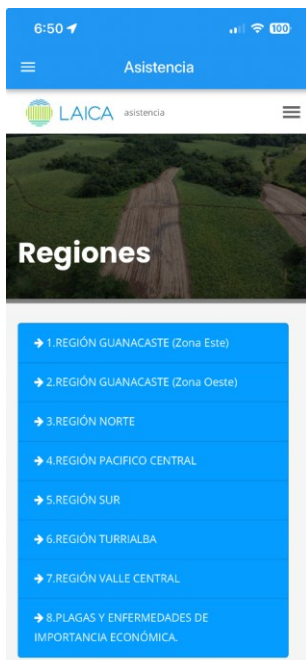 6:50
100
Asistencia
LAICA asistencia
Regiones
1.REGIÓN GUANACASTE (Zona Este)
2.REGIÓN GUANACASTE (Zona Oeste)
3.REGIÓN NORTE
4.REGIÓN PACIFICO CENTRAL
5.REGIÓN SUR
6.REGIÓN TURRIALBA
7.REGIÓN VALLE CENTRAL
8.PLAGAS Y ENFERMEDADES DE
IMPORTANCIA ECONÓMICA.